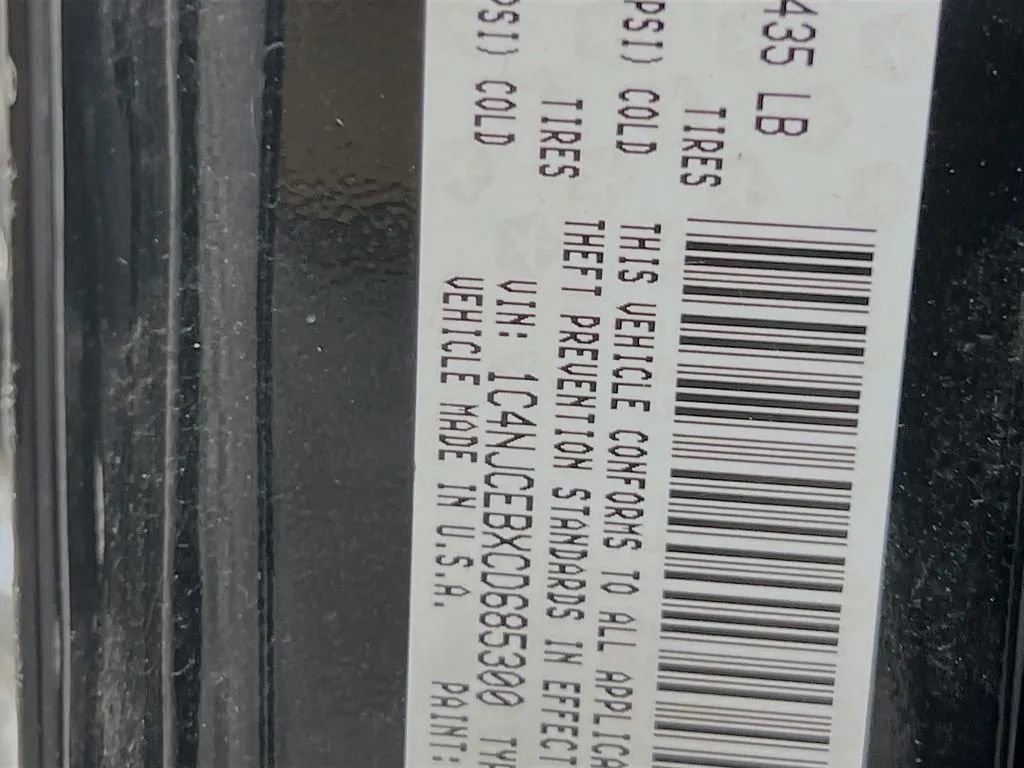 435 LB
TIRES
PSI) COLD
TIRES
PSI) COLD
THIS VEHICLE CONFORMS TO ALL APPLICA
THEFT PREVENTION STANDARDS IN EFFECT
VIN: 1C4NJCEBXCD685300 TYP
VEHICLE MADE IN U.S.A. PAINT: